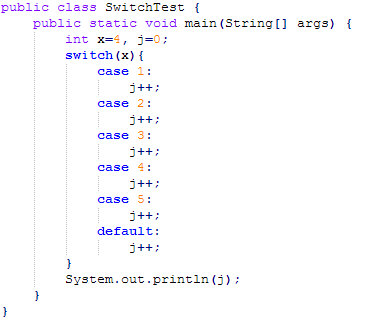 public class SwitchTest {
    public static void main(String[] args) {
        int x=4, j=0;
        switch(x){
            case 1:
                j++;
            case 2:
                j++;
            case 3:
                j++;
            case 4:
                j++;
            case 5:
                j++;
            default:
                j++;
        }
        System.out.println(j);
    }
}